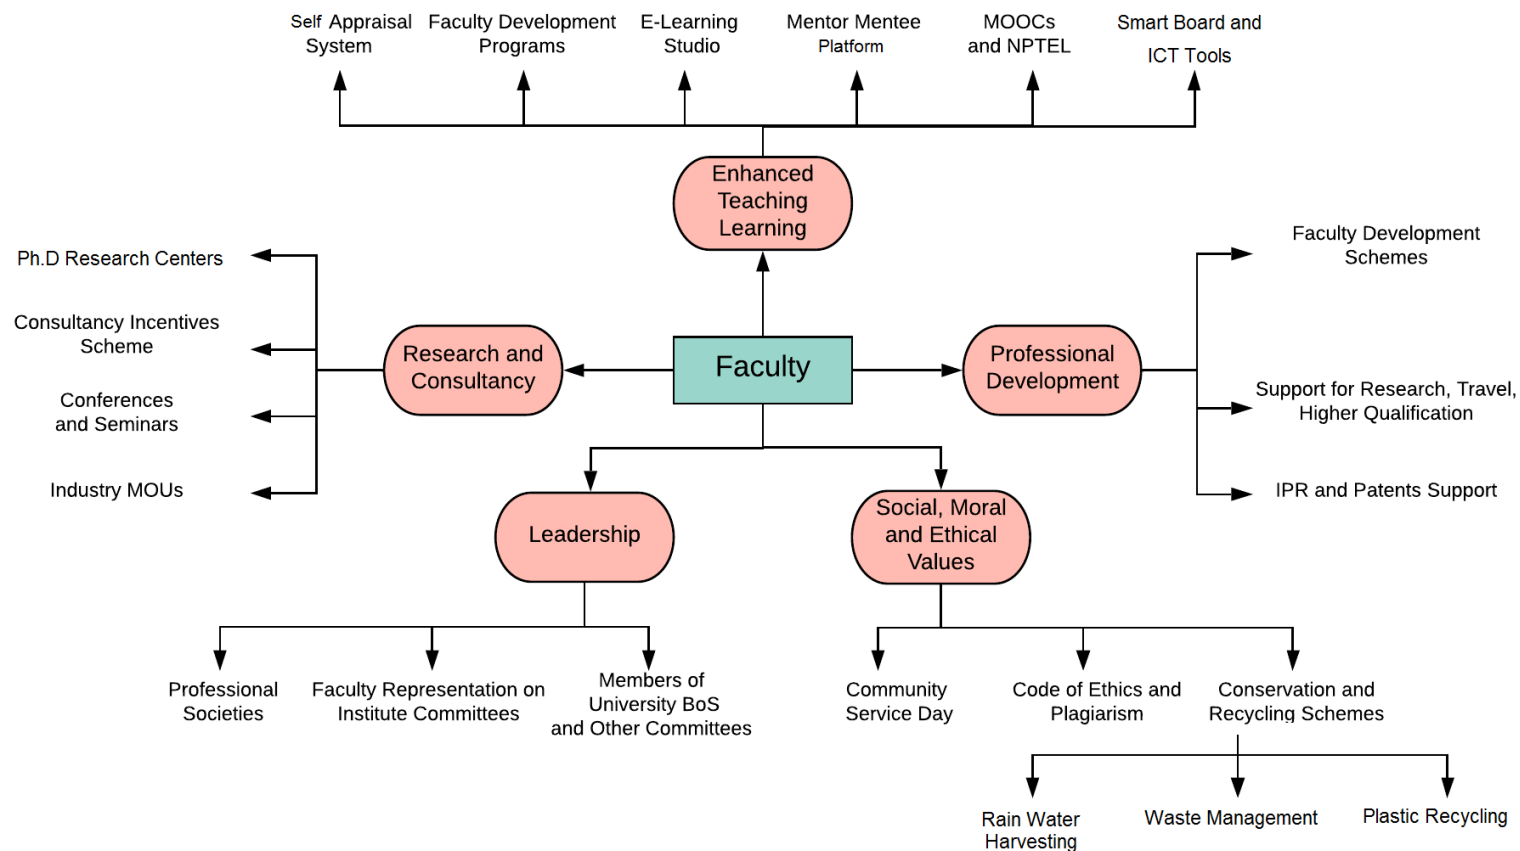 Self Appraisal
System
Faculty Development
Programs
E-Learning
Studio
Mentor Mentee
Platform
MOOCs
and NPTEL
Smart Board and
ICT Tools
Enhanced
Teaching
Learning
Ph.D Research Centers
Consultancy Incentives
Scheme
Conferences
and Seminars
Industry MOUs
Research and
Consultancy
Faculty
Professional
Development
Faculty Development
Schemes
Support for Research, Travel,
Higher Qualification
IPR and Patents Support
Leadership
Social, Moral
and Ethical
Values
Professional
Societies
Faculty Representation on
Institute Committees
Members of
University BoS
and Other Committees
Community
Service Day
Code of Ethics and
Plagiarism
Conservation and
Recycling Schemes
Rain Water
Harvesting
Waste Management
Plastic Recycling